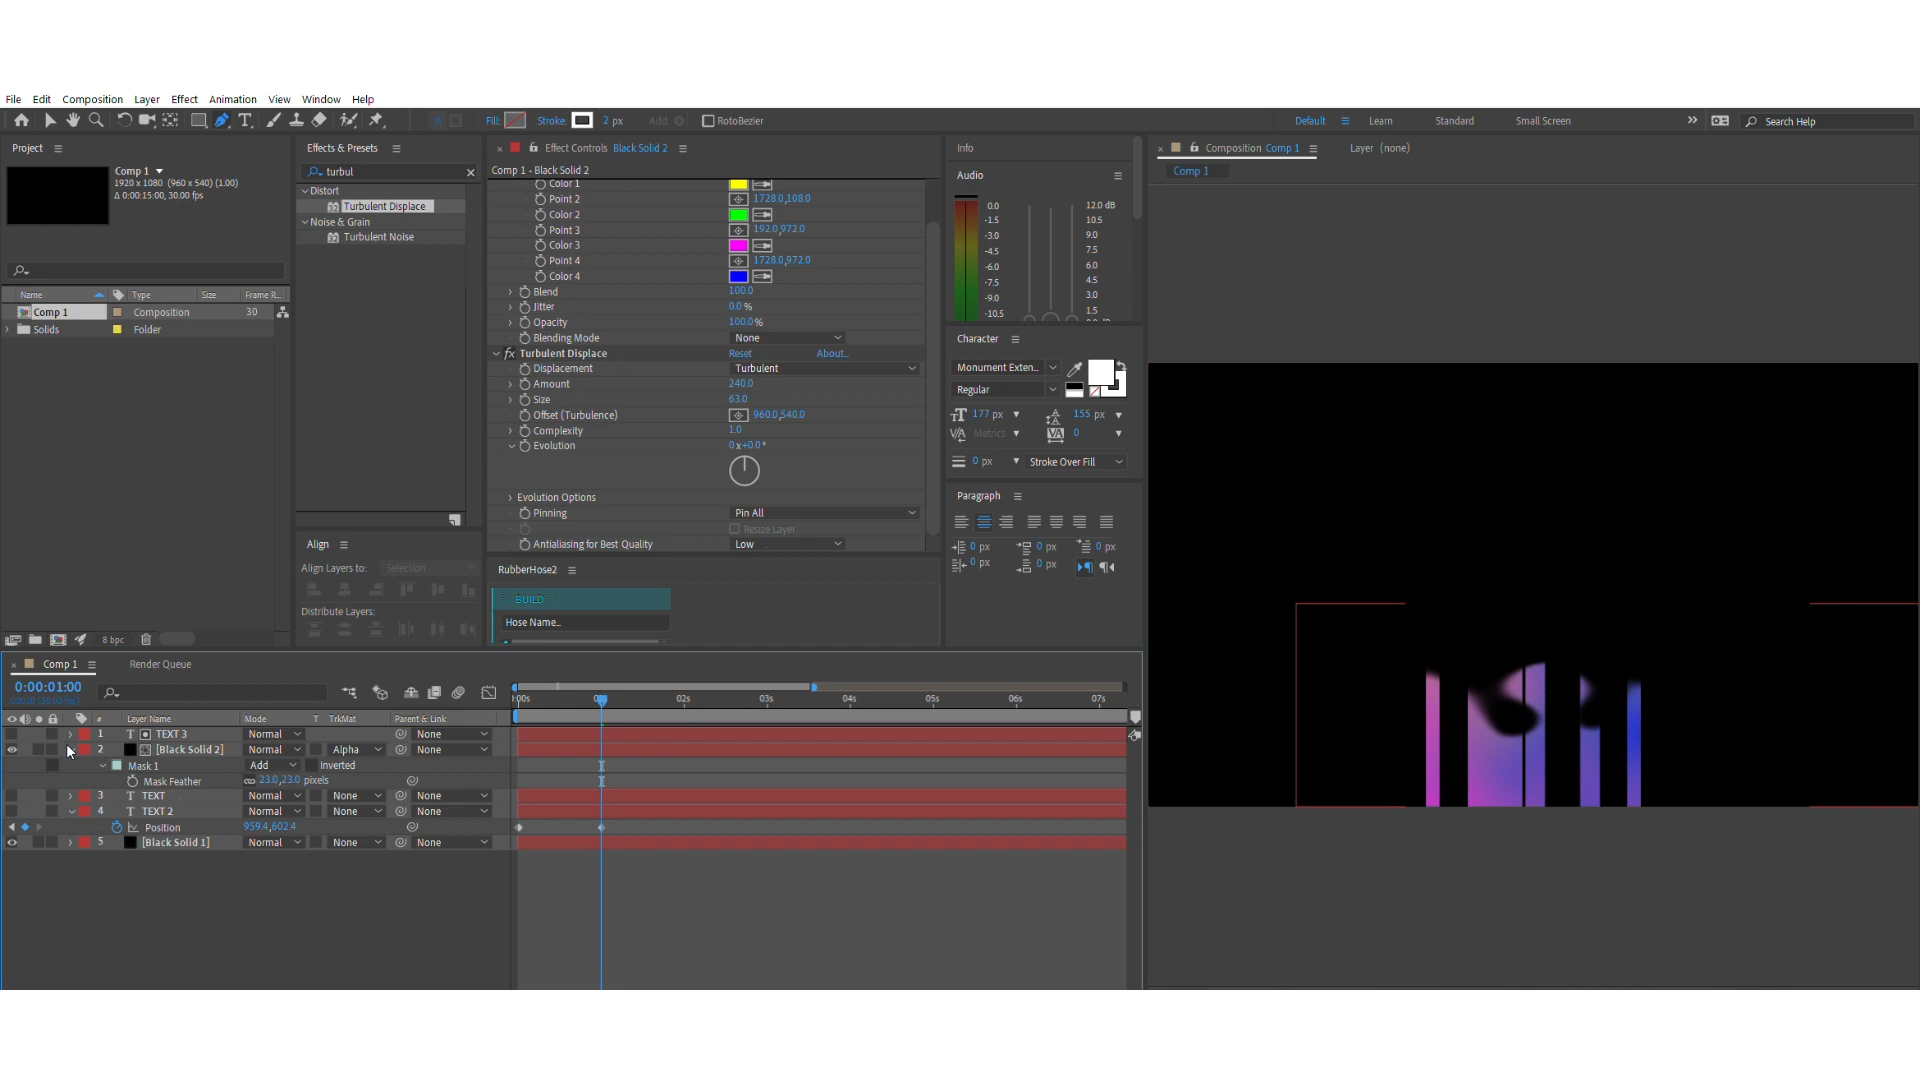 File Edit Composition Layer Effect Animation View Window Help
Fill: Stroke: 2 px Add: RotoBezier Default Learn Standard Small Screen Search Help
Project
Comp 1
1920 x 1080 (960 x 540) (1.00)
Δ 0:00:15:00, 30.00 fps
Name Type Size Frame R...
Comp 1 Composition 30
Solids Folder
8 bpc
Effects & Presets
turbul
Distort
Turbulent Displace
Noise & Grain
Turbulent Noise
Align
Align Layers to: Selection
Distribute Layers:
Effect Controls Black Solid 2
Comp 1 • Black Solid 2
Color 1
Point 2 1728.0,108.0
Color 2
Point 3 192.0,972.0
Color 3
Point 4 1728.0,972.0
Color 4
Blend 100.0
Jitter 0.0 %
Opacity 100.0 %
Blending Mode None
fx Turbulent Displace Reset About...
Displacement Turbulent
Amount 240.0
Size 63.0
Offset (Turbulence) 960.0,540.0
Complexity 1.0
Evolution 0 x+0.0 °
Evolution Options
Pinning Pin All
Resize Layer
Antialiasing for Best Quality Low
RubberHose2
BUILD
Hose Name...
Info
Audio
0.0 12.0 dB
-1.5 10.5
-3.0 9.0
-4.5 7.5
-6.0 6.0
-7.5 4.5
-9.0 3.0
-10.5 1.5
Character
Monument Exten...
Regular
177 px 155 px
Metrics 0
0 px Stroke Over Fill
Paragraph
0 px 0 px 0 px
0 px 0 px
Composition Comp 1 Layer (none)
Comp 1
Comp 1 Render Queue
0:00:01:00
:00s 02s 03s 04s 05s 06s 07s
# Layer Name Mode T TrkMat Parent & Link
1 T TEXT 3 Normal None
2 [Black Solid 2] Normal Alpha None
Mask 1 Add Inverted
Mask Feather 23.0,23.0 pixels
3 T TEXT Normal None None
4 T TEXT 2 Normal None None
Position 959.4,602.4
5 [Black Solid 1] Normal None None